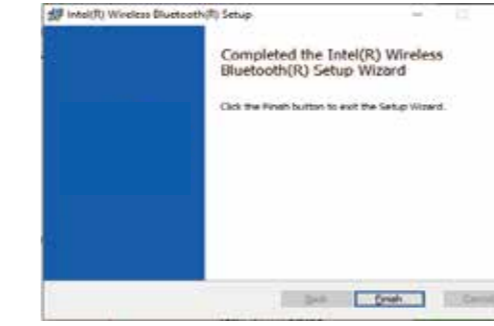 Intel(R) Wireless Bluetooth(R) Setup
Completed the Intel(R) Wireless
Bluetooth(R) Setup Wizard
Click the Finish button to exit the Setup Wizard.
Back Finish